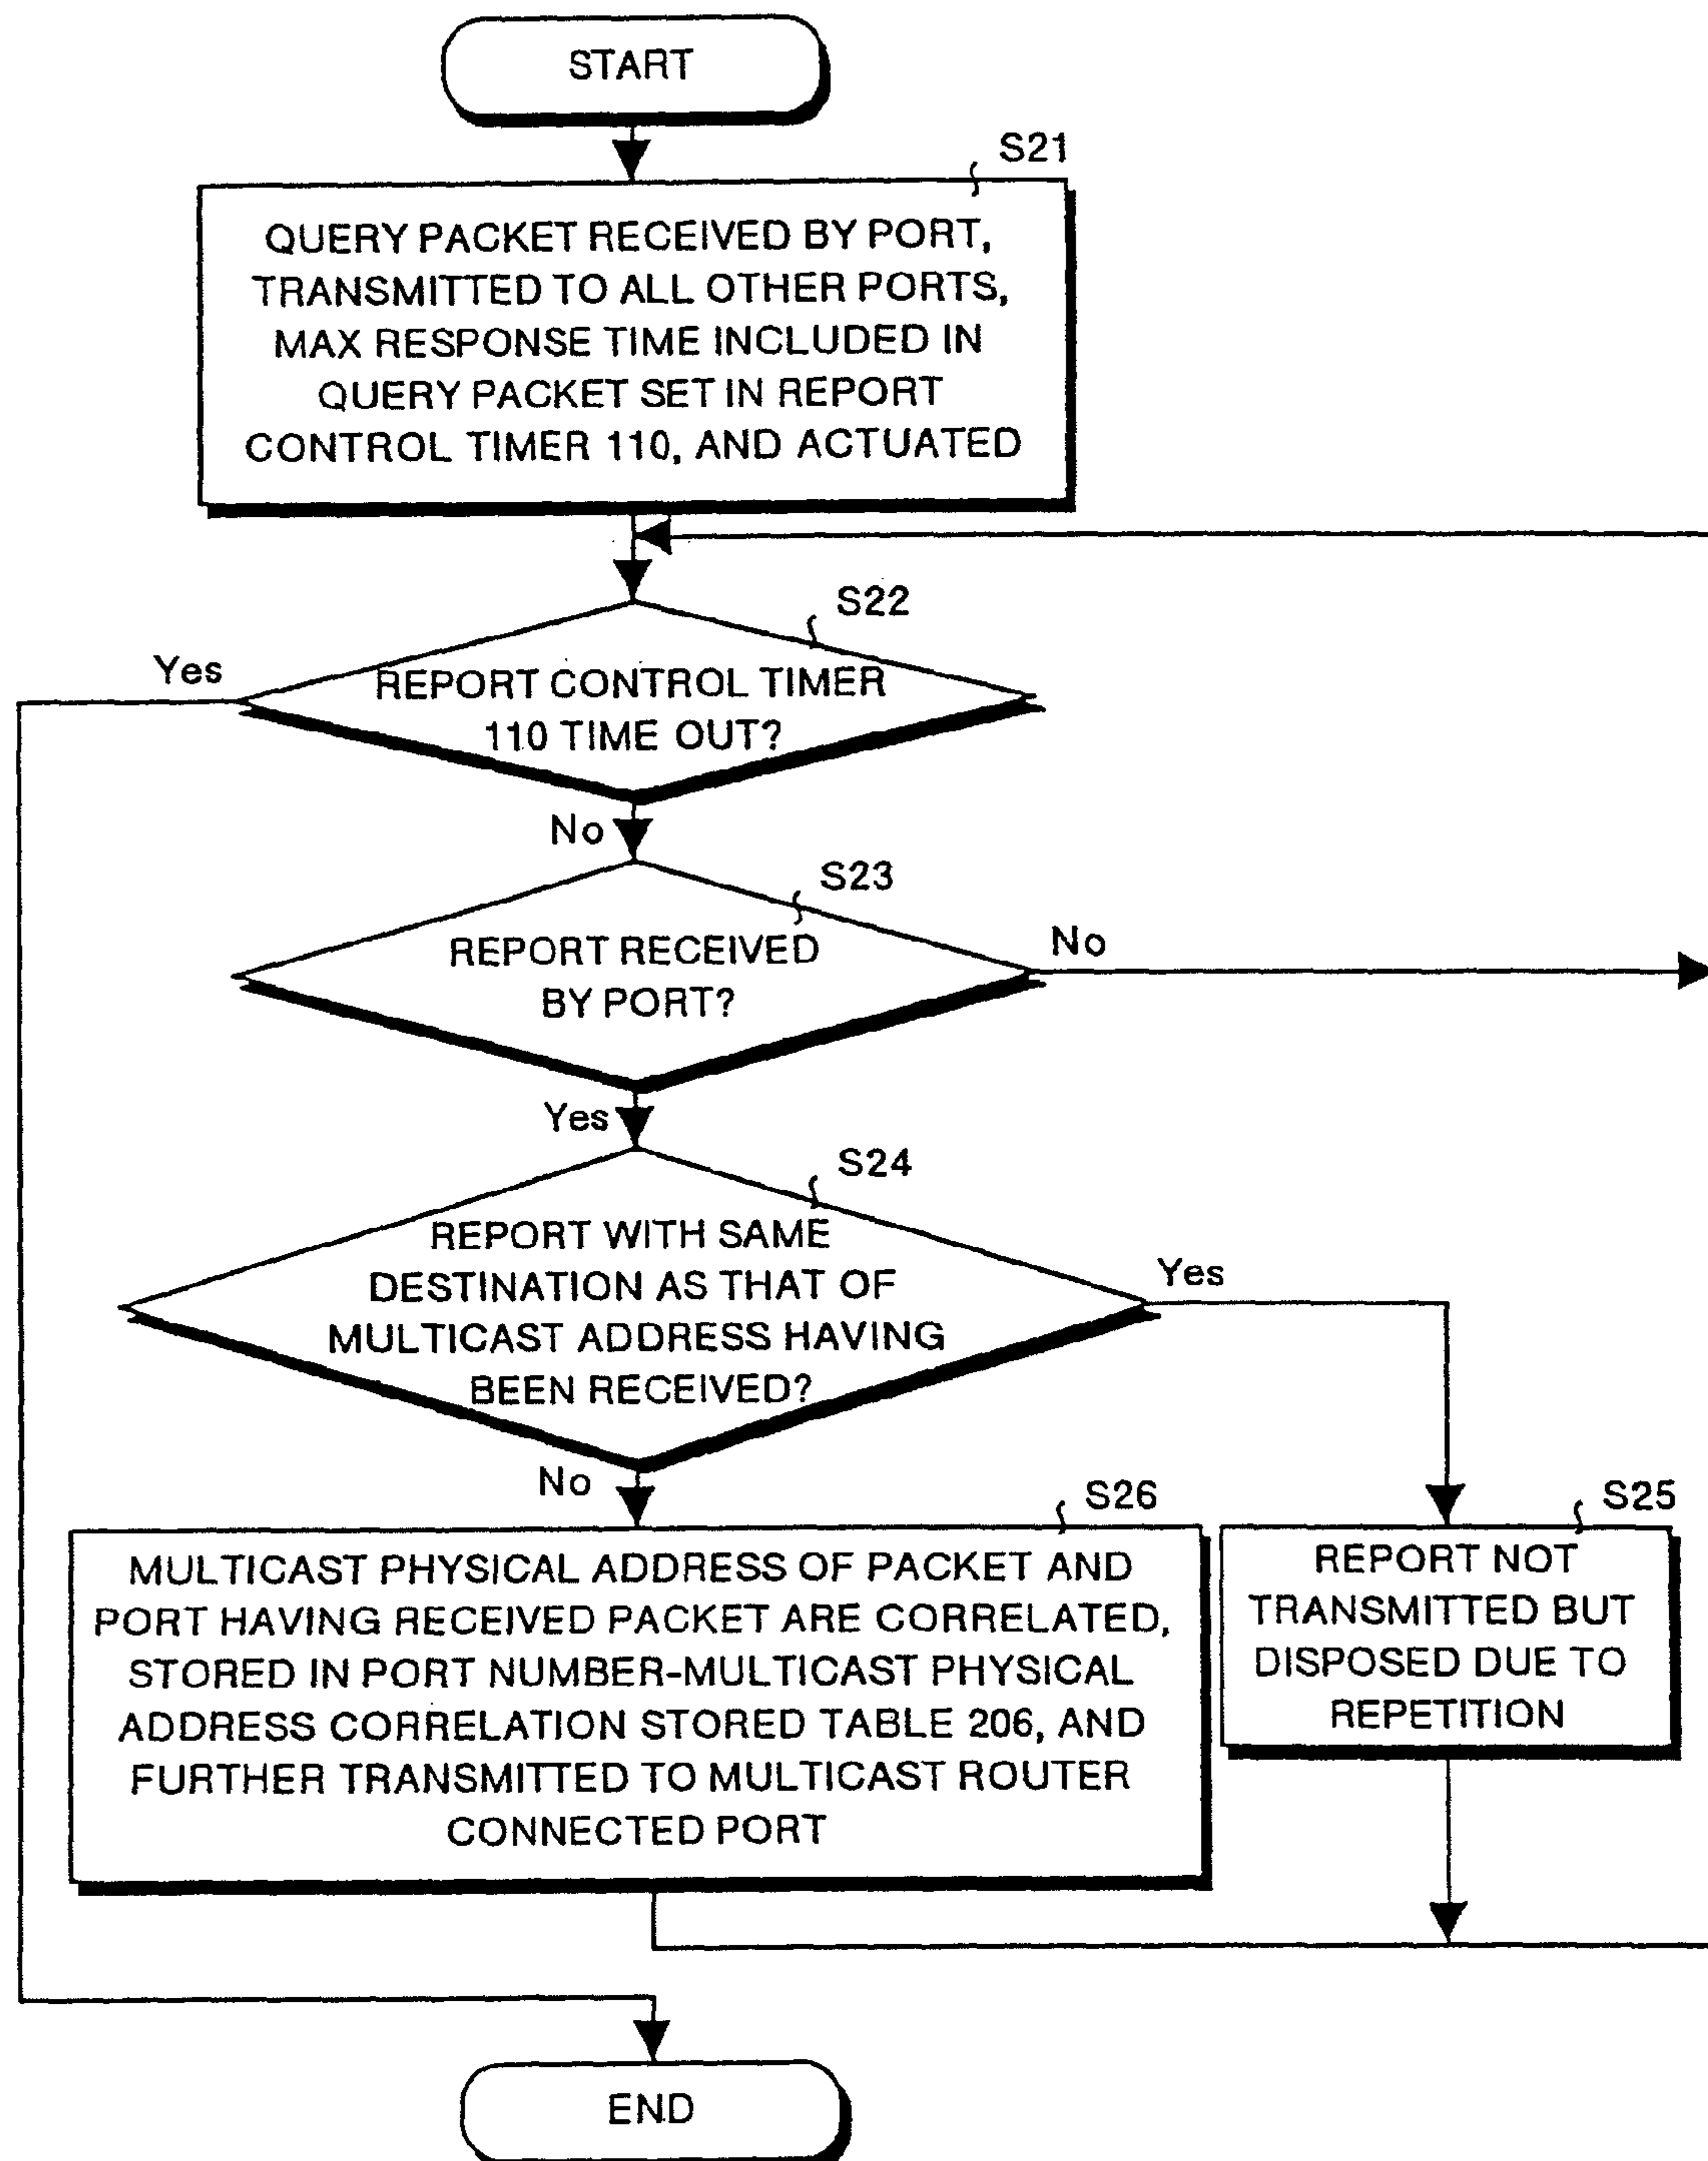 START
S21
QUERY PACKET RECEIVED BY PORT,
TRANSMITTED TO ALL OTHER PORTS,
MAX RESPONSE TIME INCLUDED IN
QUERY PACKET SET IN REPORT
CONTROL TIMER 110, AND ACTUATED
S22
Yes
REPORT CONTROL TIMER
110 TIME OUT?
No
S23
REPORT RECEIVED
BY PORT?
No
Yes
S24
REPORT WITH SAME
DESTINATION AS THAT OF
MULTICAST ADDRESS HAVING
BEEN RECEIVED?
Yes
No
S26
MULTICAST PHYSICAL ADDRESS OF PACKET AND
PORT HAVING RECEIVED PACKET ARE CORRELATED,
STORED IN PORT NUMBER-MULTICAST PHYSICAL
ADDRESS CORRELATION STORED TABLE 206, AND
FURTHER TRANSMITTED TO MULTICAST ROUTER
CONNECTED PORT
S25
REPORT NOT
TRANSMITTED BUT
DISPOSED DUE TO
REPETITION
END